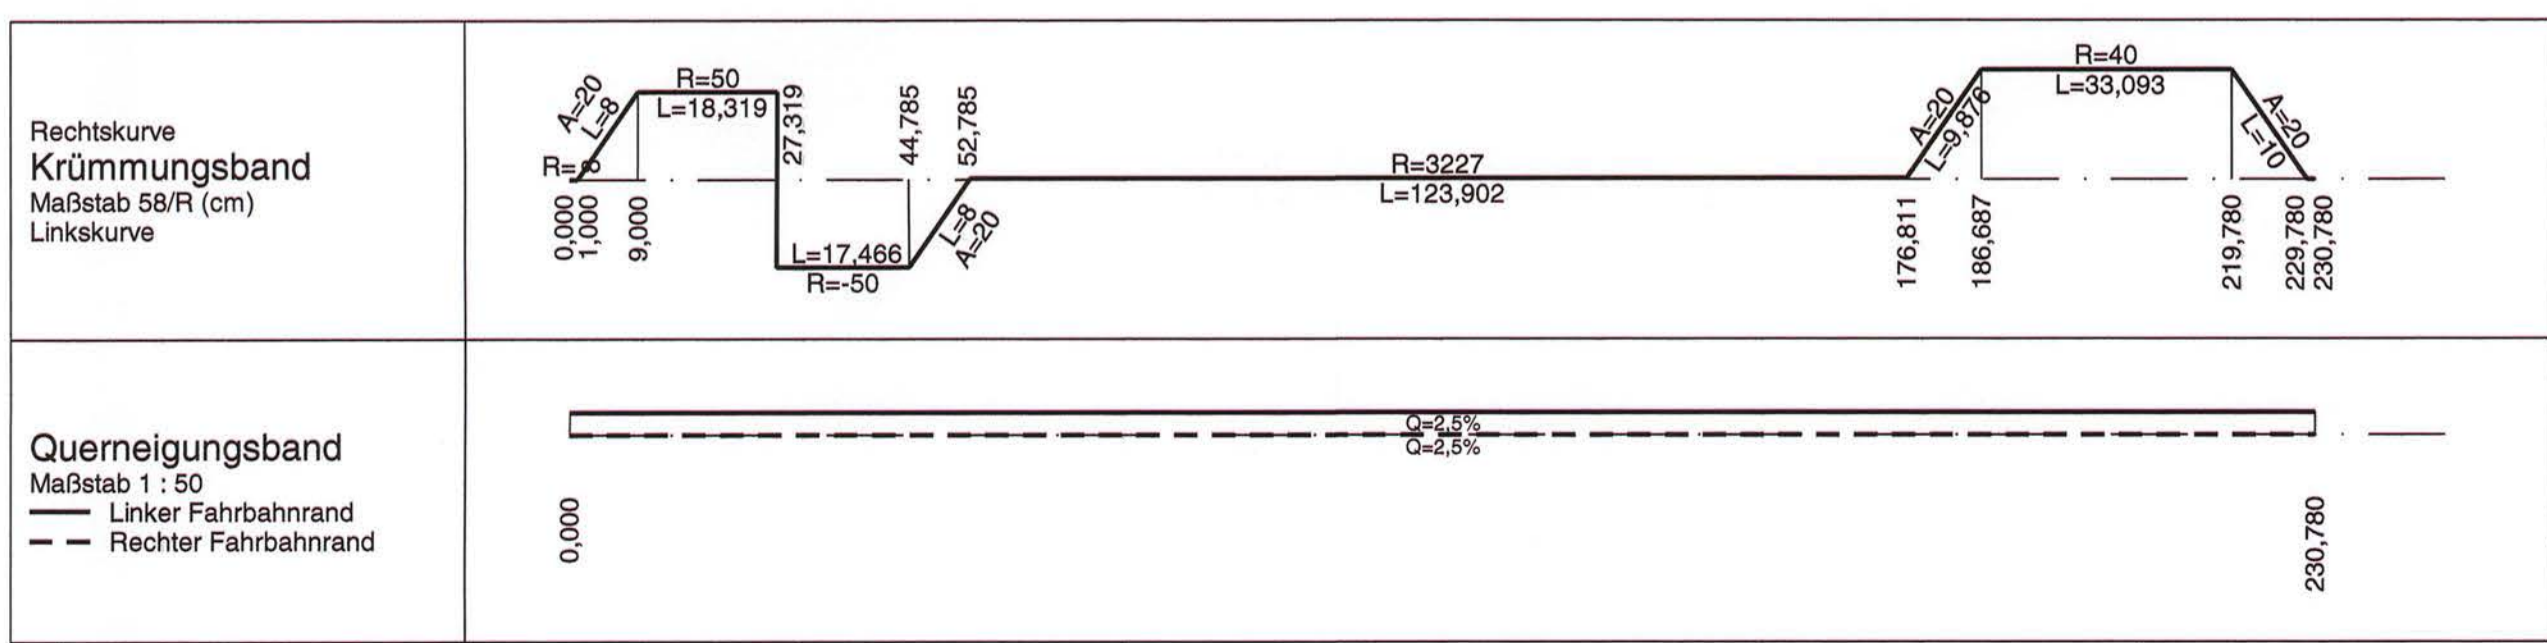 Rechtskurve
Krümmungsband
Maßstab 58/R (cm)
Linkskurve
R=∞
A=20
L=8
R=50
L=18,319
L=17,466
R=-50
L=8
A=20
R=3227
L=123,902
A=20
L=9,876
R=40
L=33,093
A=20
L=10
0,000
1,000
9,000
27,319
44,785
52,785
176,811
186,687
219,780
229,780
230,780
Querneigungsband
Maßstab 1 : 50
Linker Fahrbahnrand
Rechter Fahrbahnrand
Q=2,5%
Q=2,5%
0,000
230,780